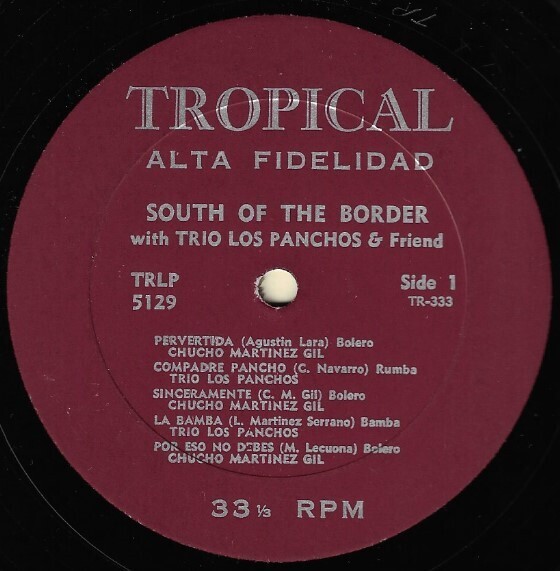 TROPICAL
ALTA FIDELIDAD
SOUTH OF THE BORDER
with TRIO LOS PANCHOS & Friend
TRLP Side 1
5129 TR-333
PERVERTIDA (Agustin Lara) Bolero
CHUCHO MARTINEZ GIL
COMPADRE PANCHO (C. Navarro) Rumba
TRIO LOS PANCHOS
SINCERAMENTE (C. M. Gil) Bolero
CHUCHO MARTINEZ GIL
LA BAMBA (L. Martinez Serrano) Bamba
TRIO LOS PANCHOS
POR ESO NO DEBES (M. Lecuona) Bolero
CHUCHO MARTINEZ GIL
33 ⅓ RPM